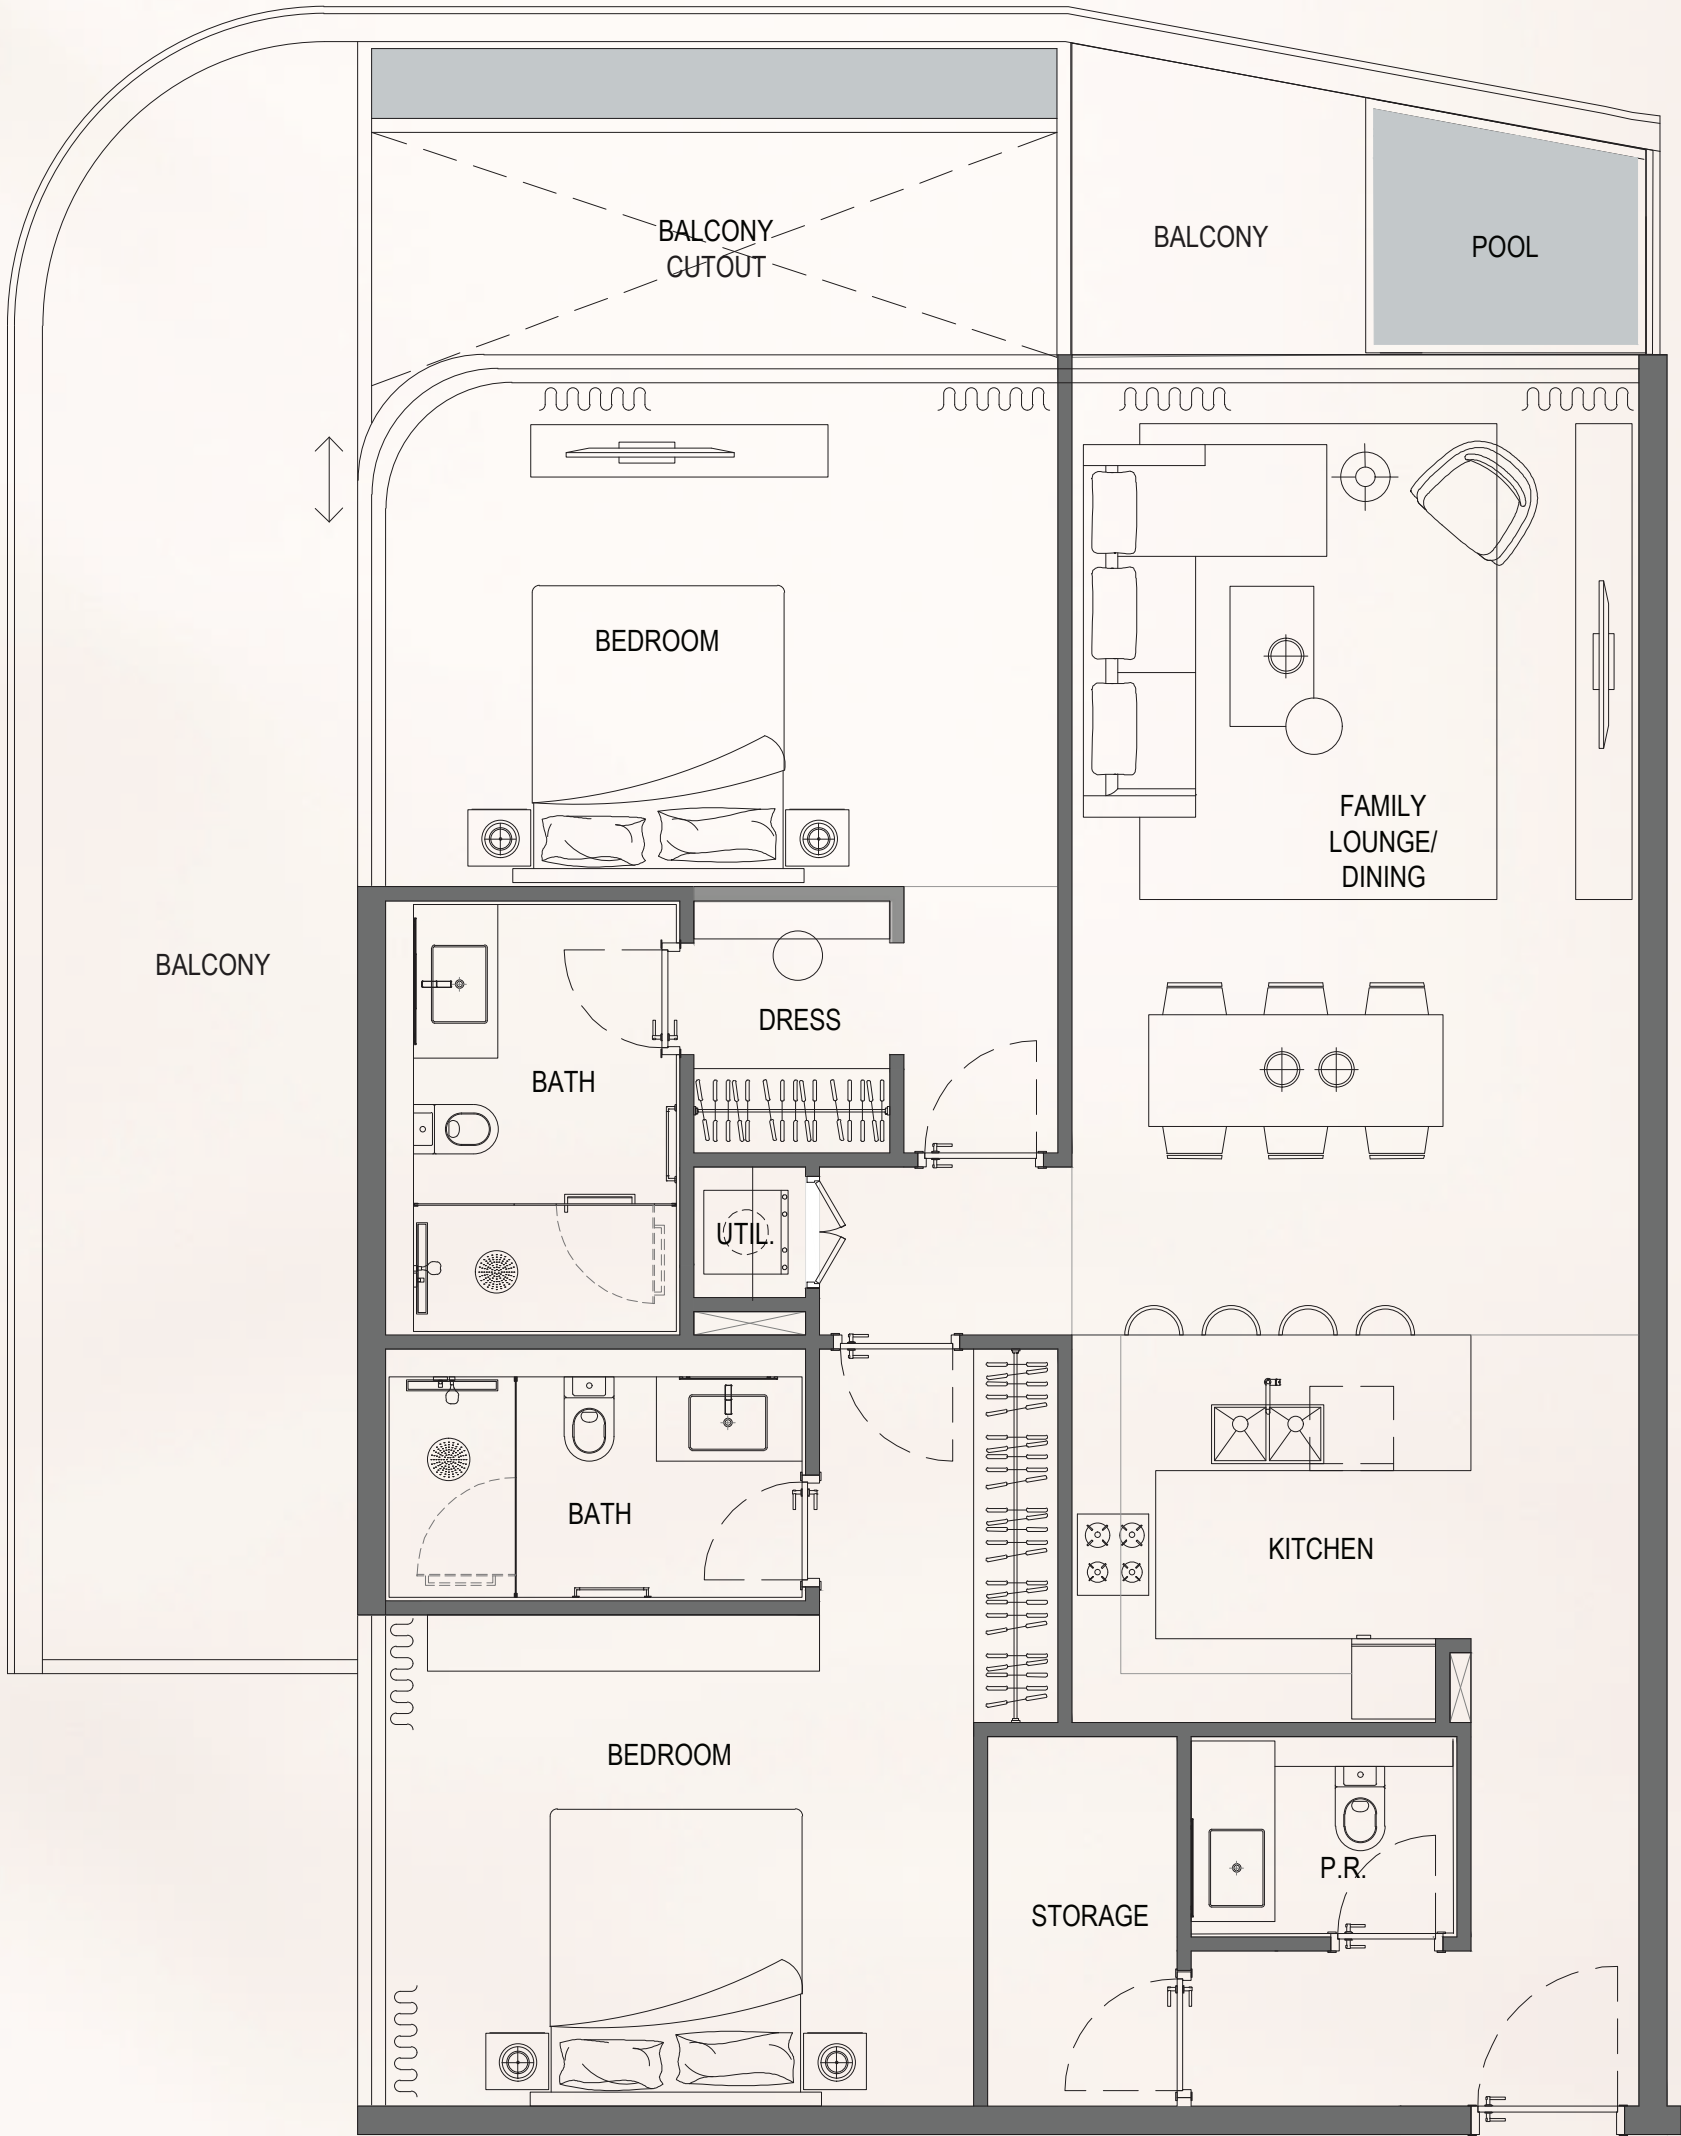 BALCONY
CUTOUT
BALCONY
POOL
BEDROOM
FAMILY
LOUNGE/
DINING
BALCONY
DRESS
BATH
UTIL.
BATH
KITCHEN
BEDROOM
P.R.
STORAGE